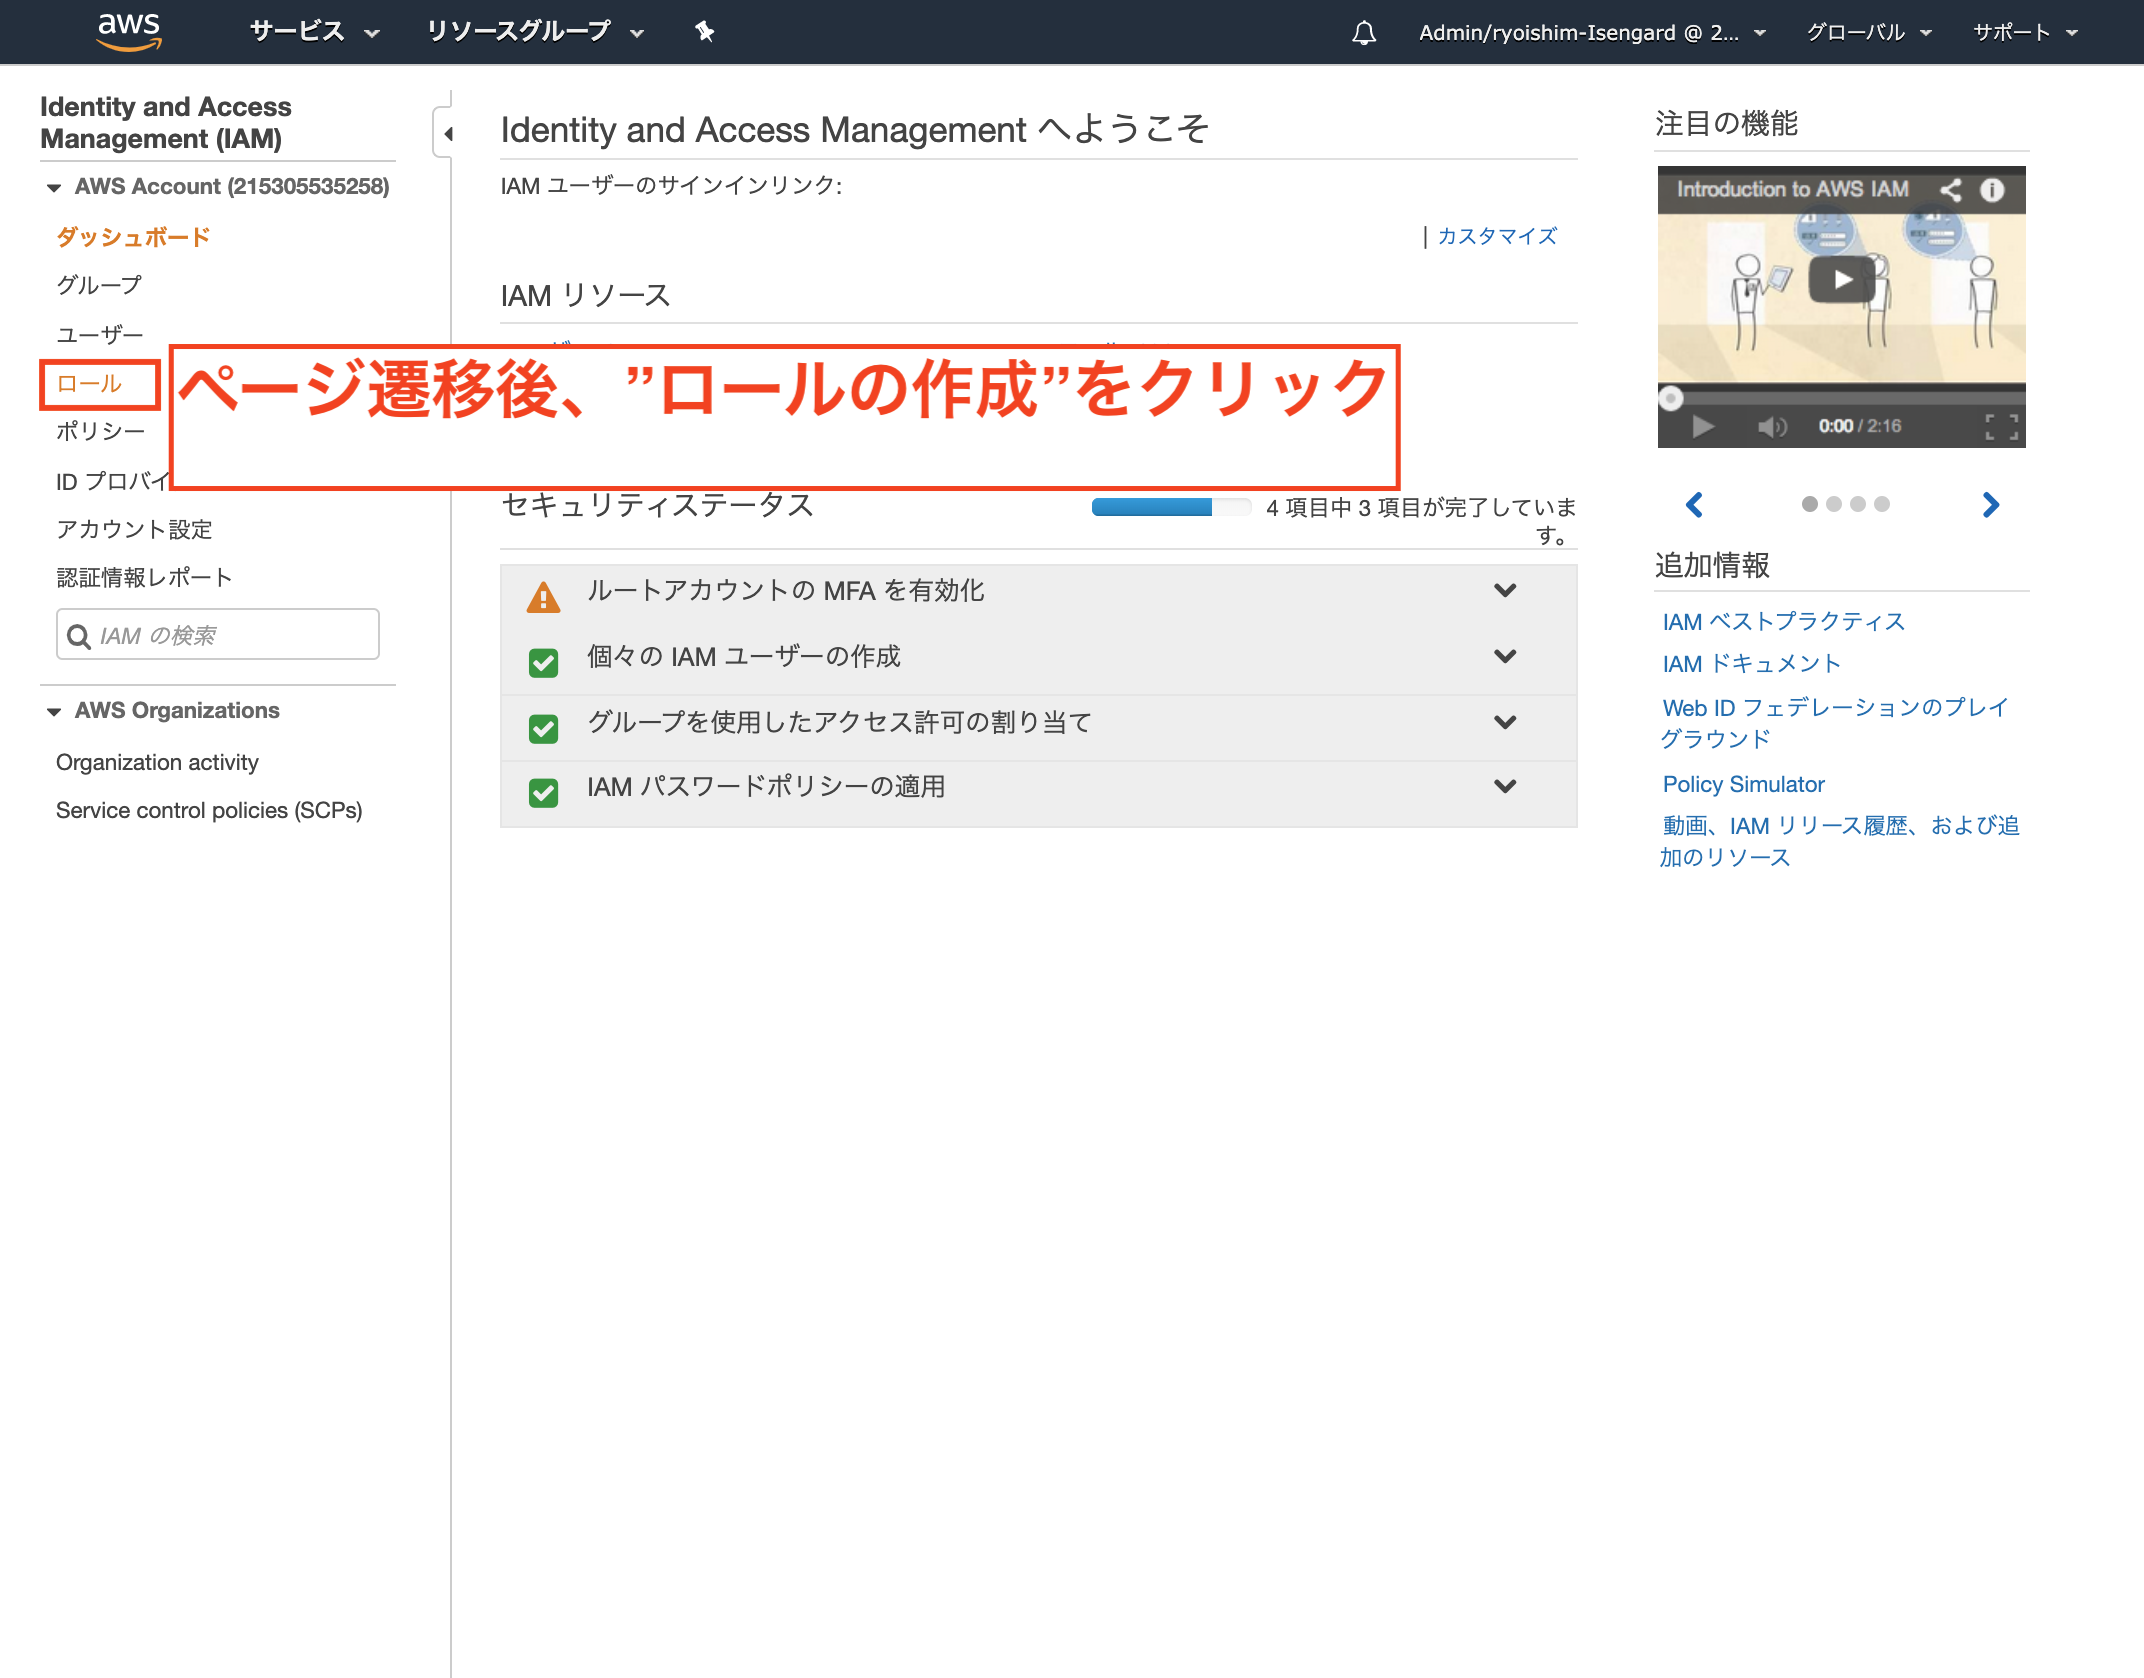 aws
サービス
リソースグループ
Admin/ryoishim-Isengard @ 2...
グローバル
サポート
Identity and Access
Management (IAM)
AWS Account (215305535258)
ダッシュボード
グループ
ユーザー
ロール
ポリシー
ID プロバイ
アカウント設定
認証情報レポート
IAM の検索
AWS Organizations
Organization activity
Service control policies (SCPs)
Identity and Access Management へようこそ
IAM ユーザーのサインインリンク:
| カスタマイズ
IAM リソース
ページ遷移後、”ロールの作成”をクリック
セキュリティステータス
4 項目中 3 項目が完了していま
す。
ルートアカウントの MFA を有効化
個々の IAM ユーザーの作成
グループを使用したアクセス許可の割り当て
IAM パスワードポリシーの適用
注目の機能
Introduction to AWS IAM
0:00 / 2:16
追加情報
IAM ベストプラクティス
IAM ドキュメント
Web ID フェデレーションのプレイ
グラウンド
Policy Simulator
動画、IAM リリース履歴、および追
加のリソース